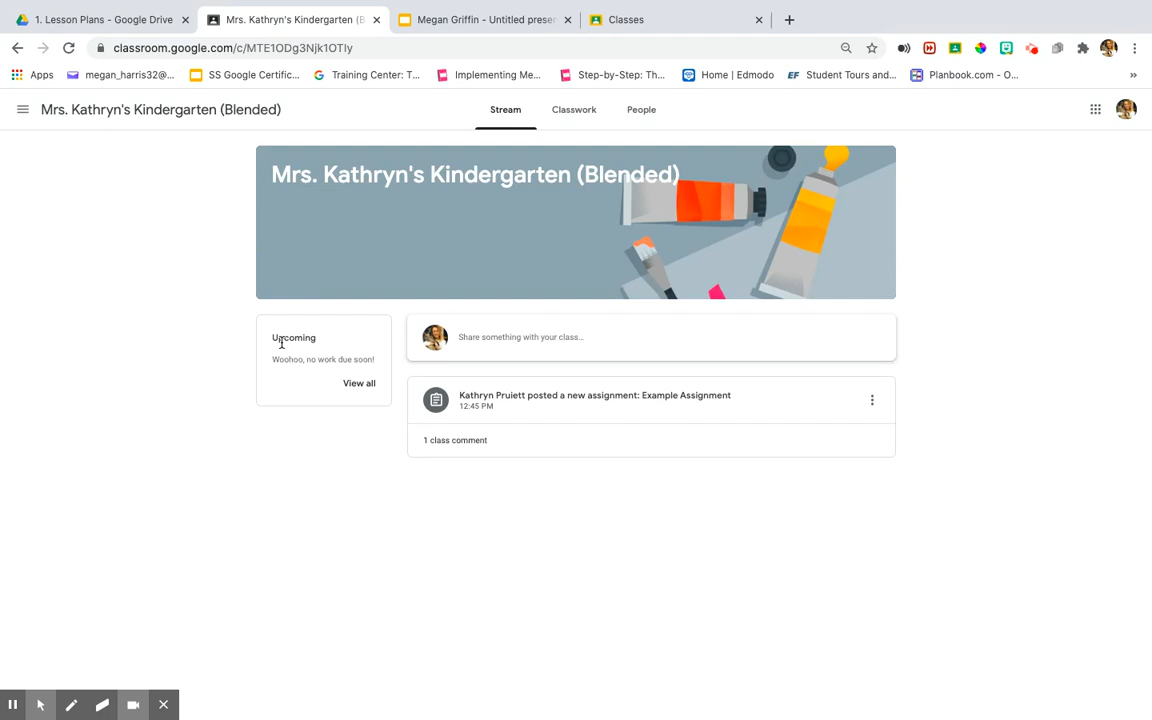 1. Lesson Plans - Google Drive
Mrs. Kathryn's Kindergarten (B
Megan Griffin - Untitled prese
Classes
classroom.google.com/c/MTE1ODg3Njk1OTIy
Apps
megan_harris32@...
SS Google Certific...
Training Center: T...
Implementing Me...
Step-by-Step: Th...
Home | Edmodo
EF Student Tours and...
Planbook.com - O...
Mrs. Kathryn's Kindergarten (Blended)
Stream
Classwork
People
Mrs. Kathryn's Kindergarten (Blended)
Upcoming
Woohoo, no work due soon!
View all
Share something with your class...
Kathryn Pruiett posted a new assignment: Example Assignment
12:45 PM
1 class comment